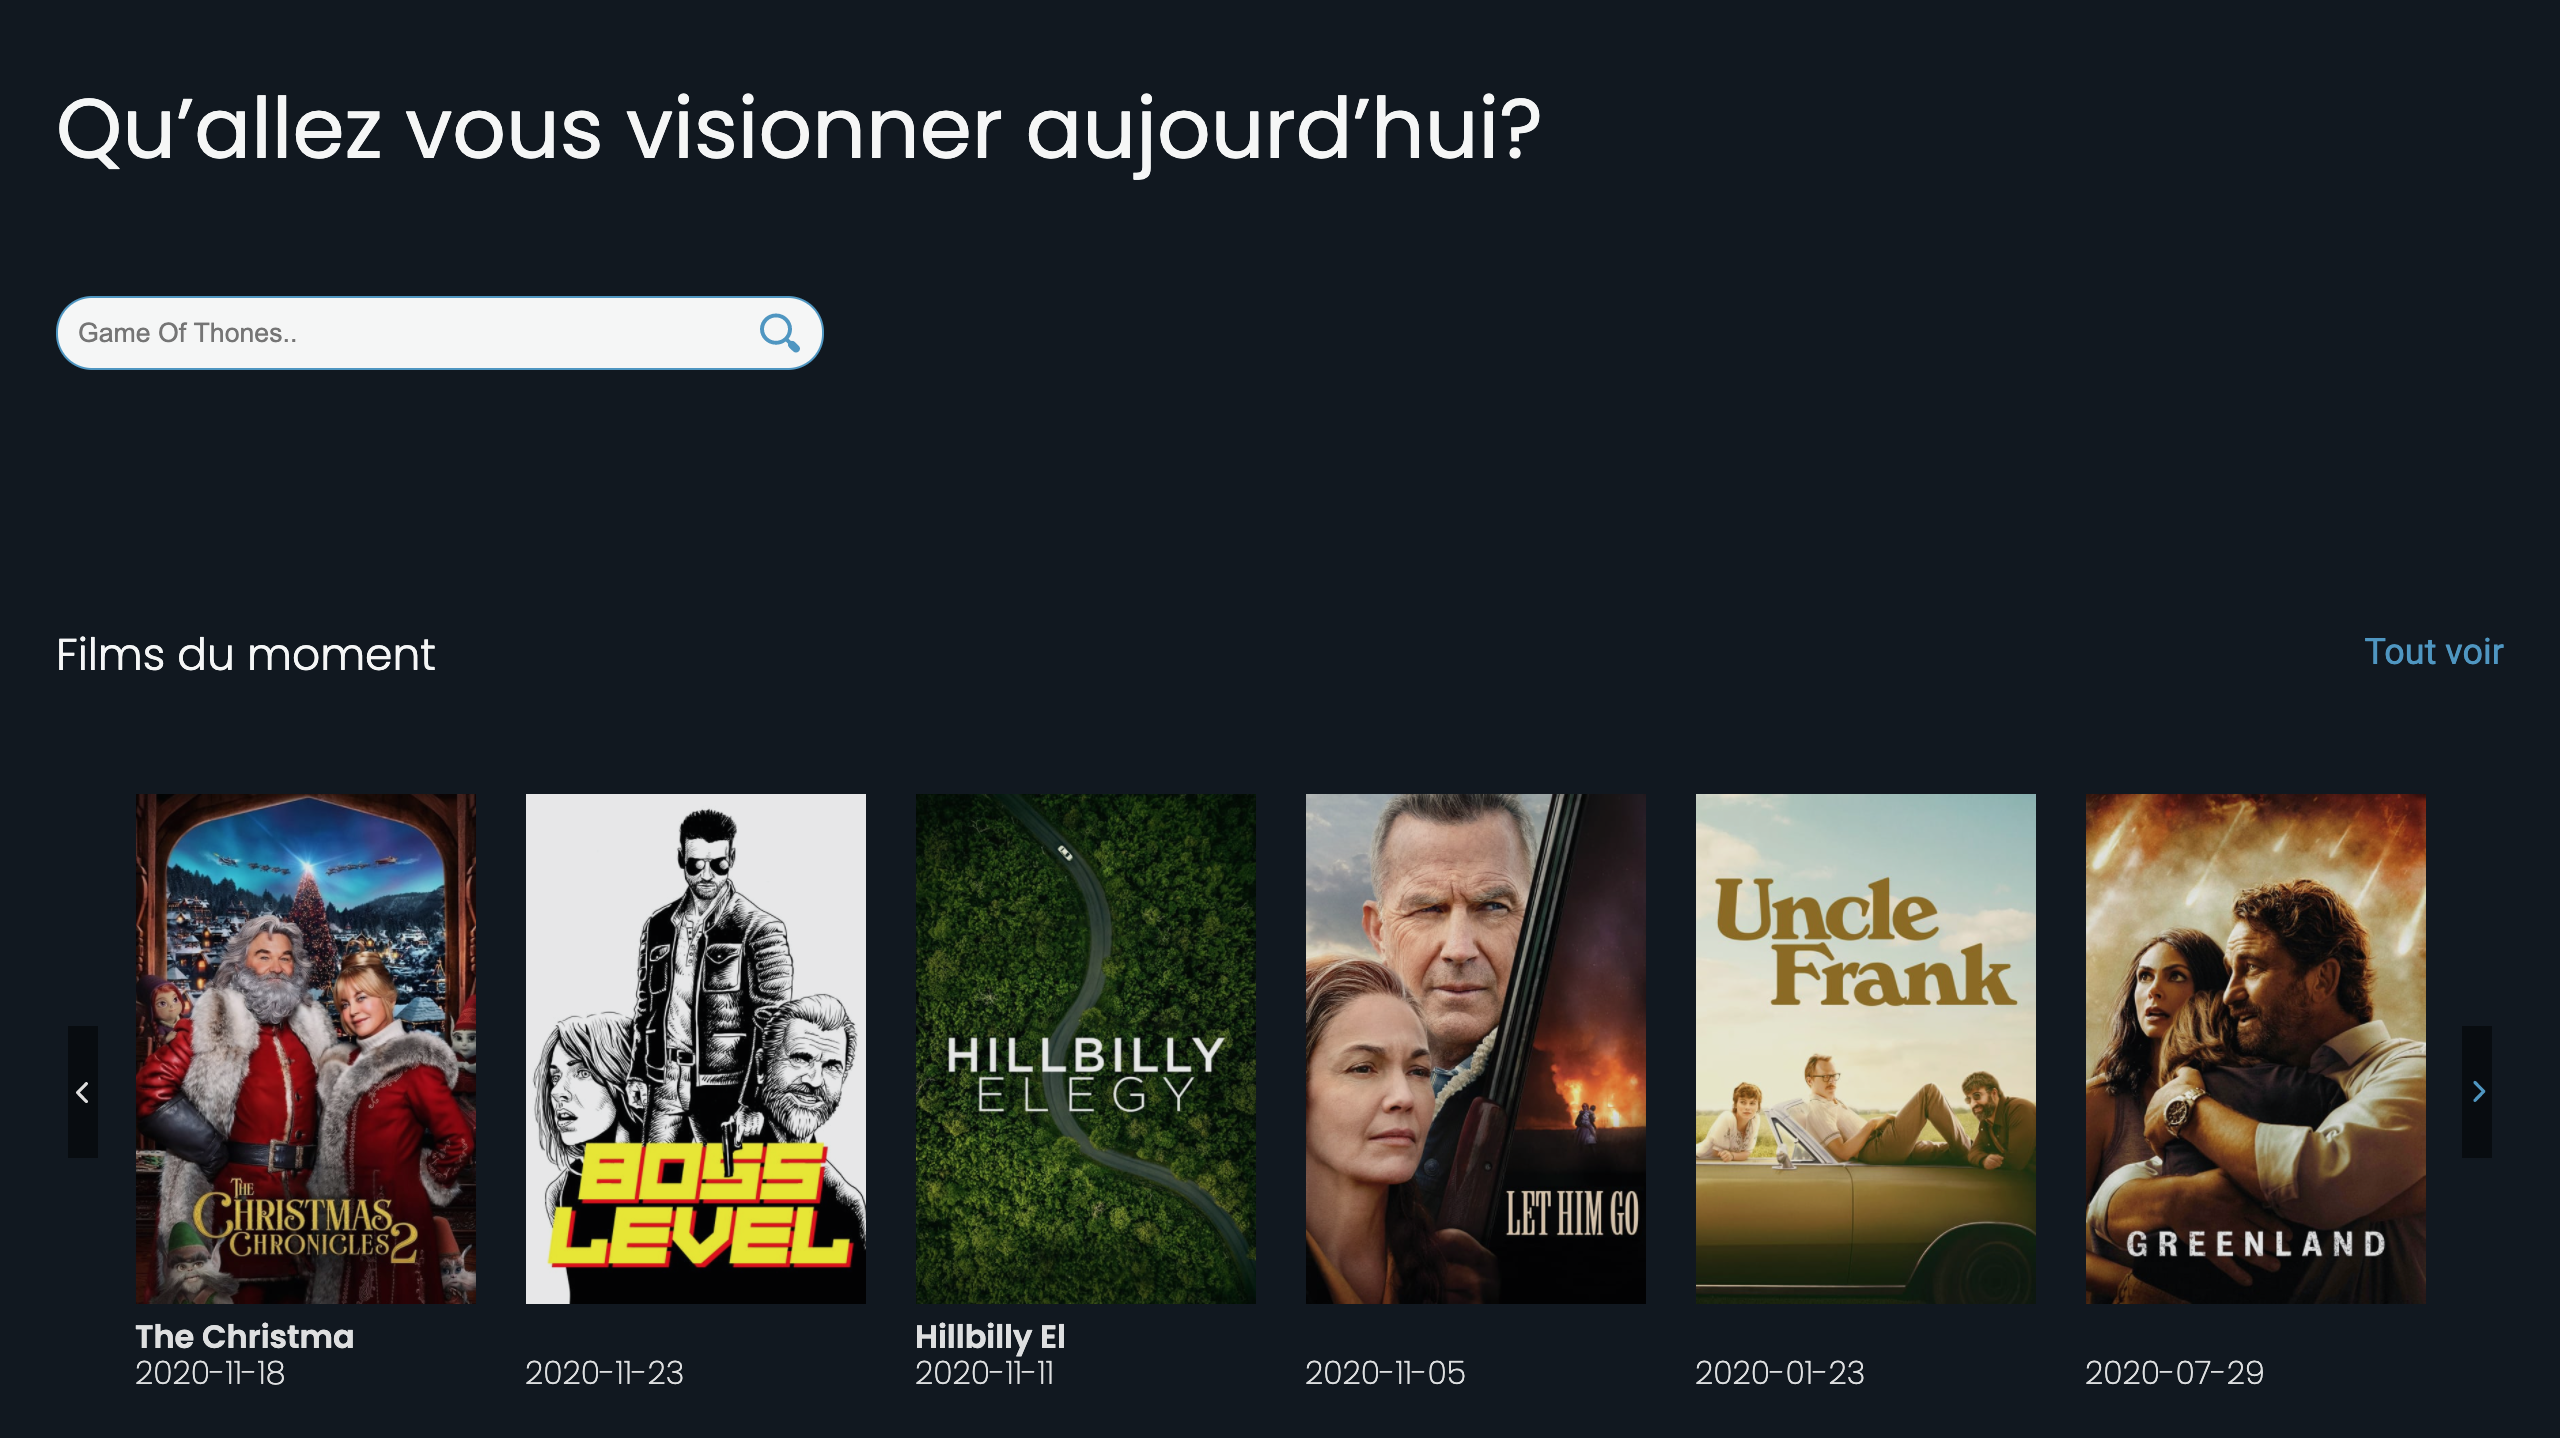 Qu’allez vous visionner aujourd’hui?
Game Of Thones..
Films du moment
Tout voir
THE
CHRISTMAS
CHRONICLES 2
BOSS
LEVEL
HILLBILLY
ELEGY
LET HIM GO
Uncle
Frank
GREENLAND
The Christma
2020-11-18
2020-11-23
Hillbilly El
2020-11-11
2020-11-05
2020-01-23
2020-07-29